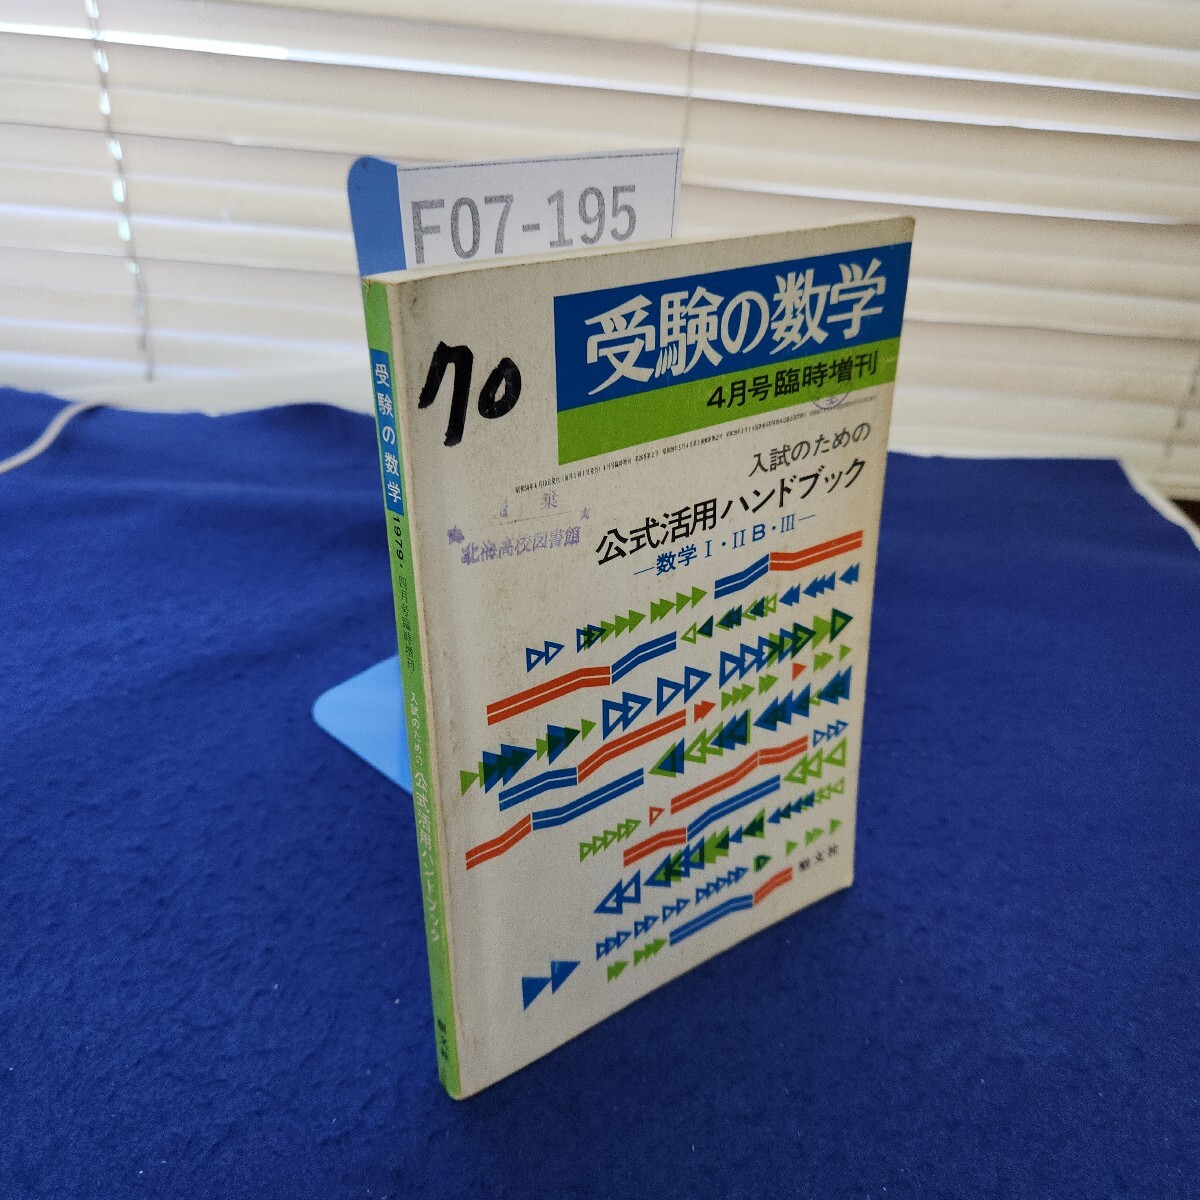 F07-195
70
受験の数学
4月号臨時増刊
入試のための
公式活用ハンドブック
―数学Ⅰ・ⅡB・Ⅲ―
北海高校図書館
受験の数学 1979・四月号臨時増刊 入試のための 公式活用ハンドブック